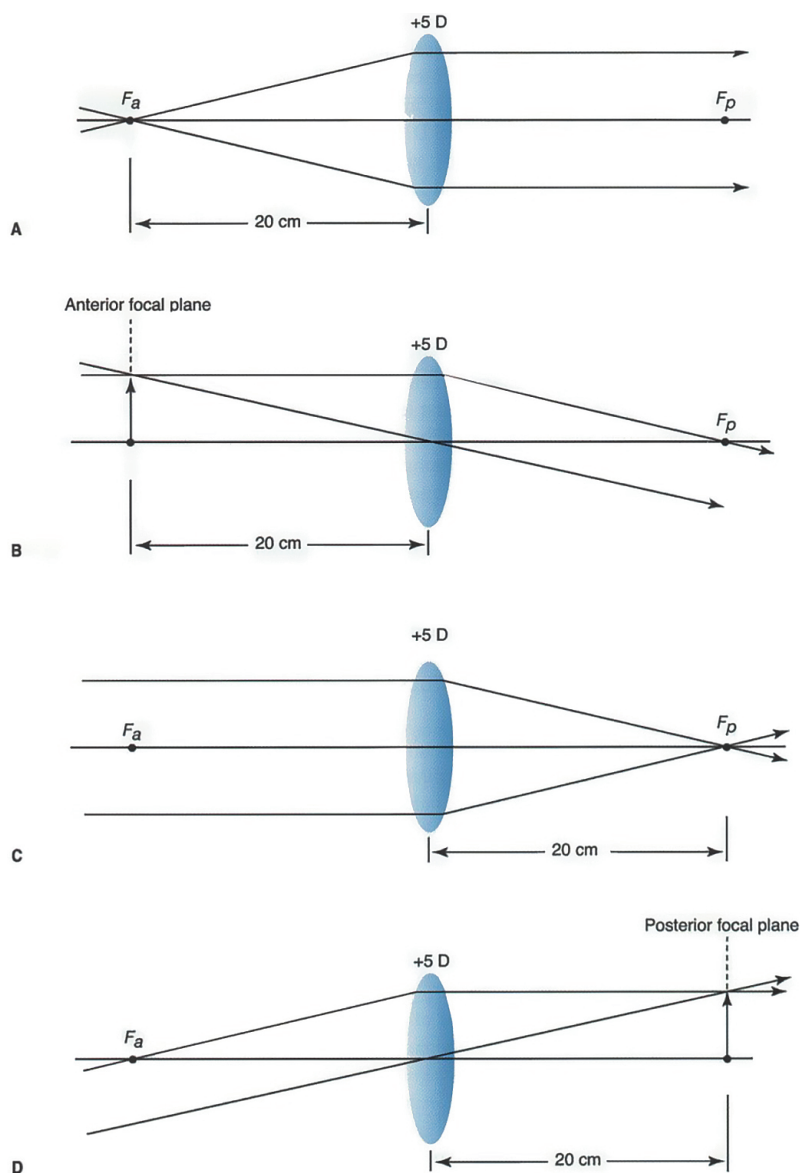 +5 D
Fa
Fp
20 cm
A
Anterior focal plane
+5 D
Fp
20 cm
B
+5 D
Fa
Fp
20 cm
C
Posterior focal plane
+5 D
Fa
20 cm
D